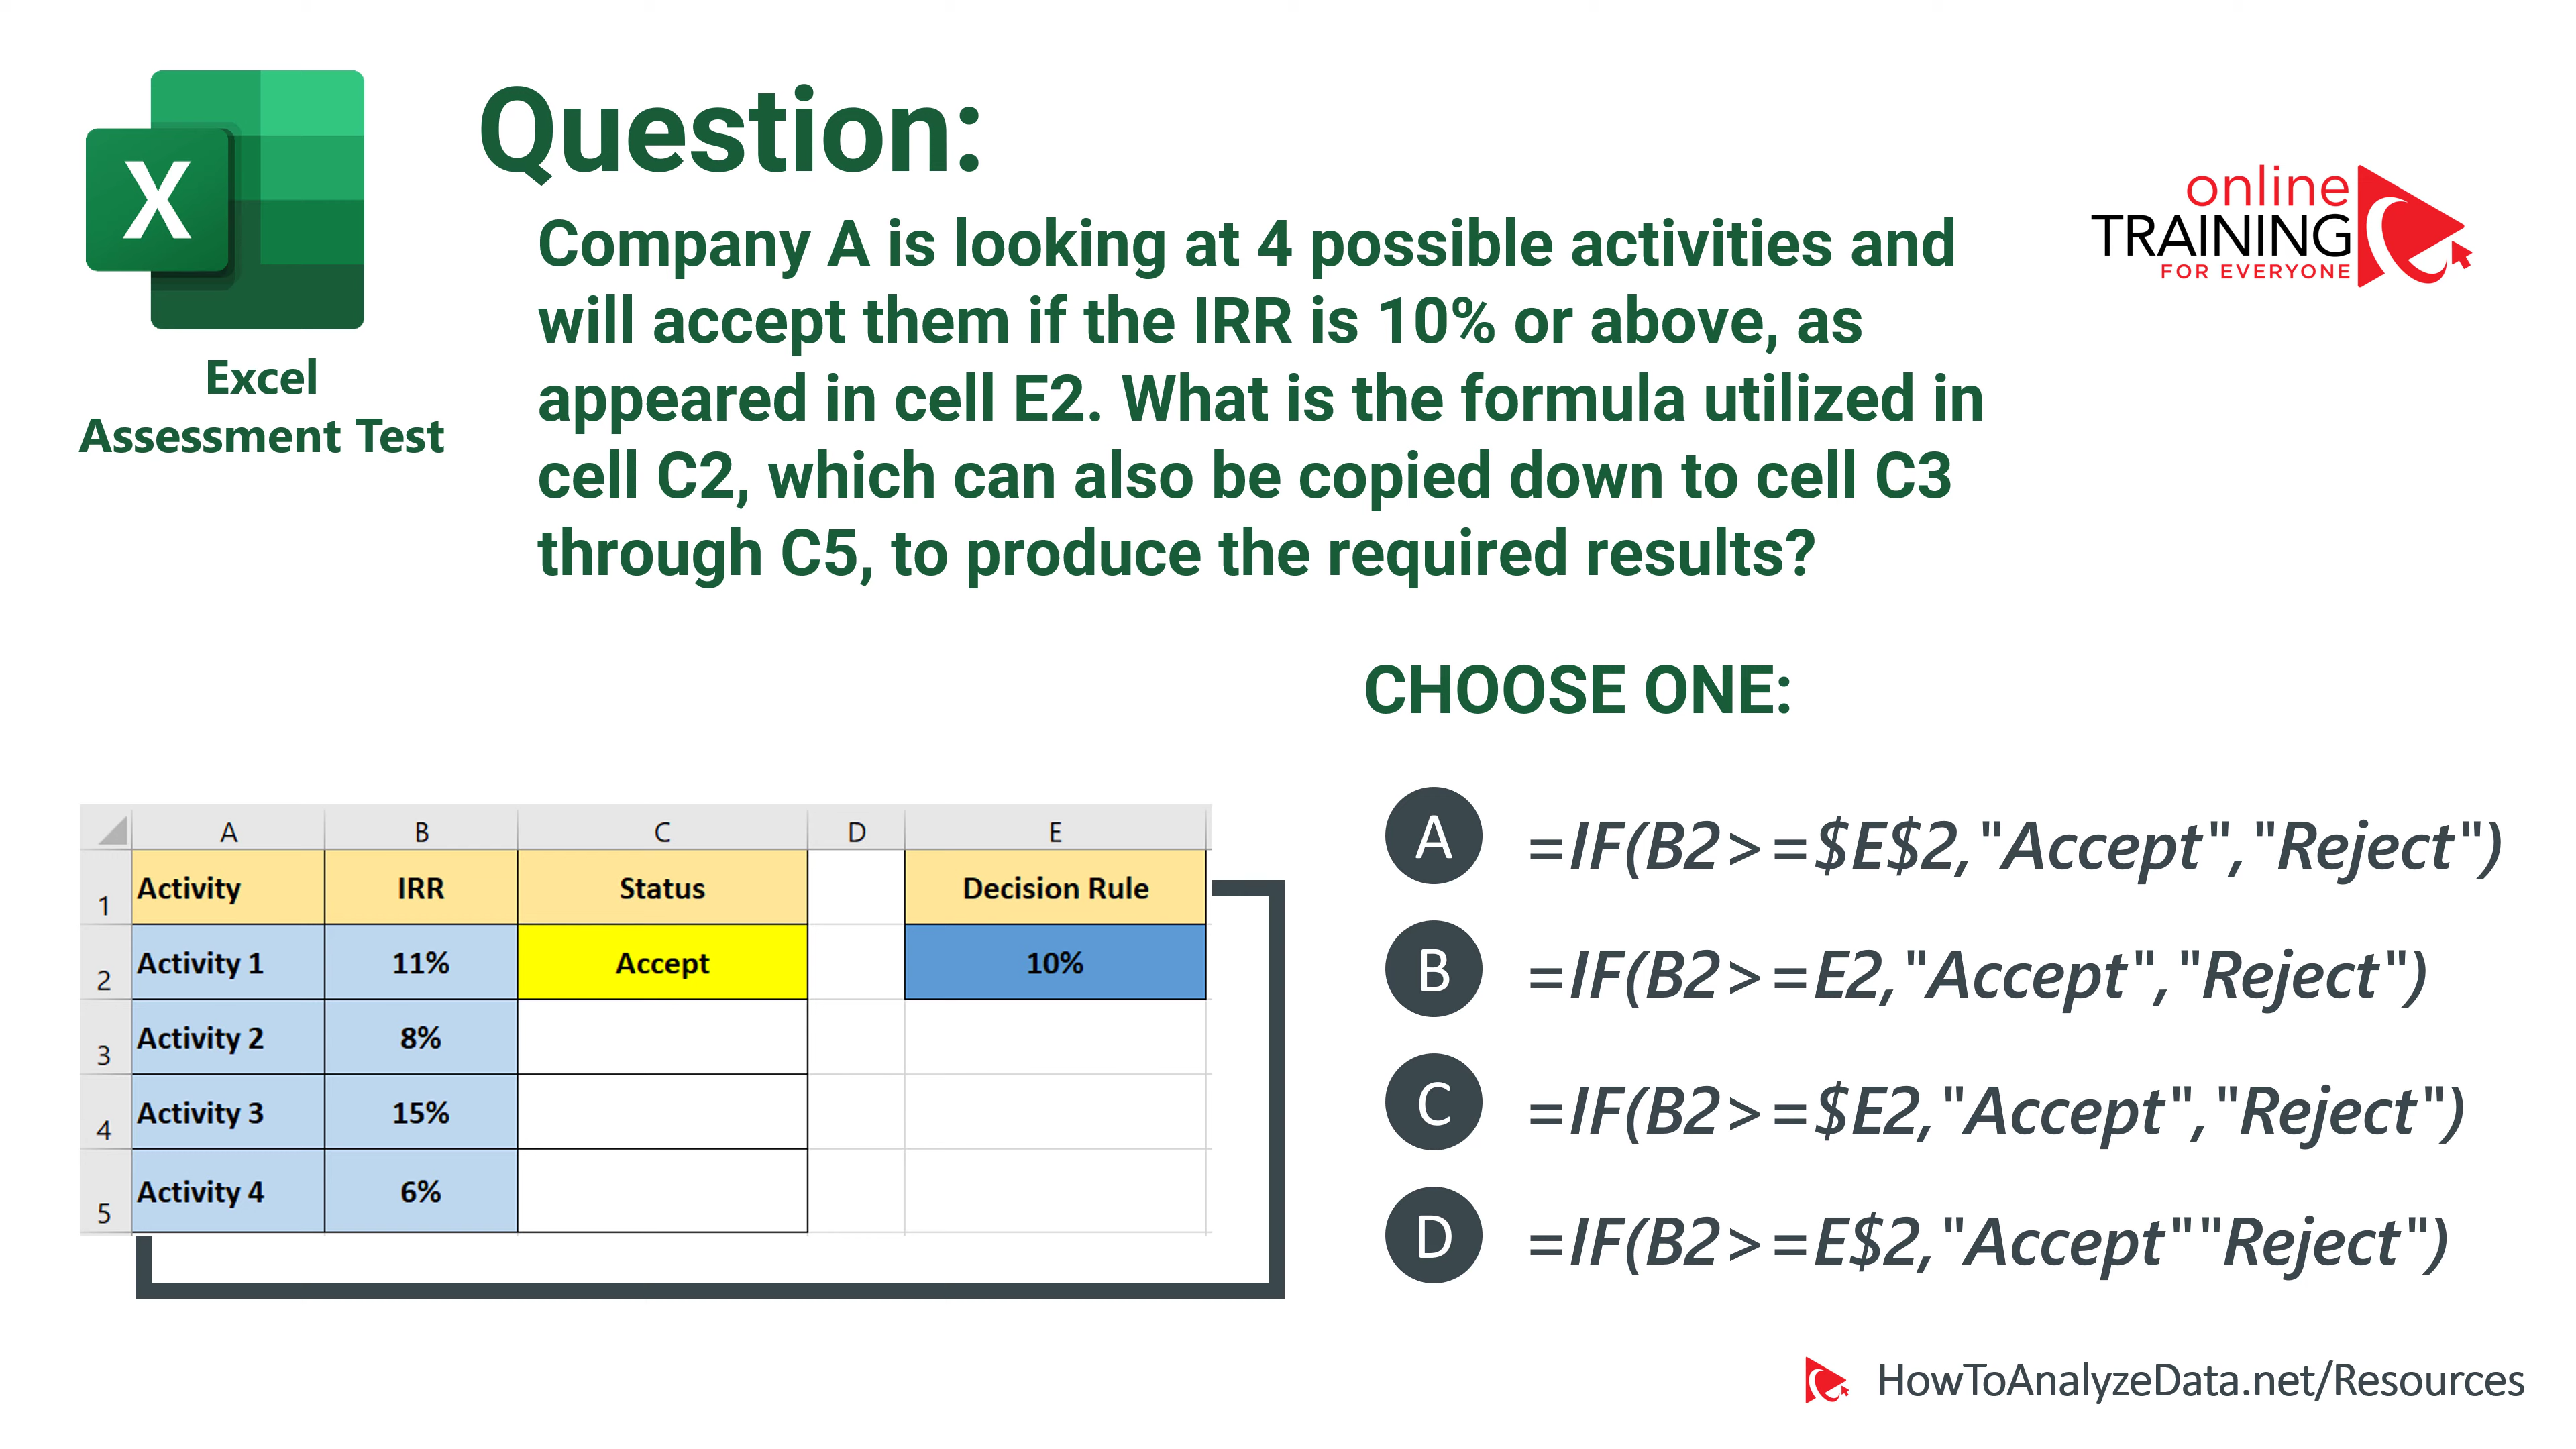 X
Excel
Assessment Test
Question:
Company A is looking at 4 possible activities and
will accept them if the IRR is 10% or above, as
appeared in cell E2. What is the formula utilized in
cell C2, which can also be copied down to cell C3
through C5, to produce the required results?
online
TRAINING
FOR EVERYONE
A B C D E
1 Activity IRR Status Decision Rule
2 Activity 1 11% Accept 10%
3 Activity 2 8%
4 Activity 3 15%
5 Activity 4 6%
CHOOSE ONE:
A =IF(B2>=$E$2,"Accept","Reject")
B =IF(B2>=E2,"Accept","Reject")
C =IF(B2>=$E2,"Accept","Reject")
D =IF(B2>=E$2,"Accept""Reject")
HowToAnalyzeData.net/Resources